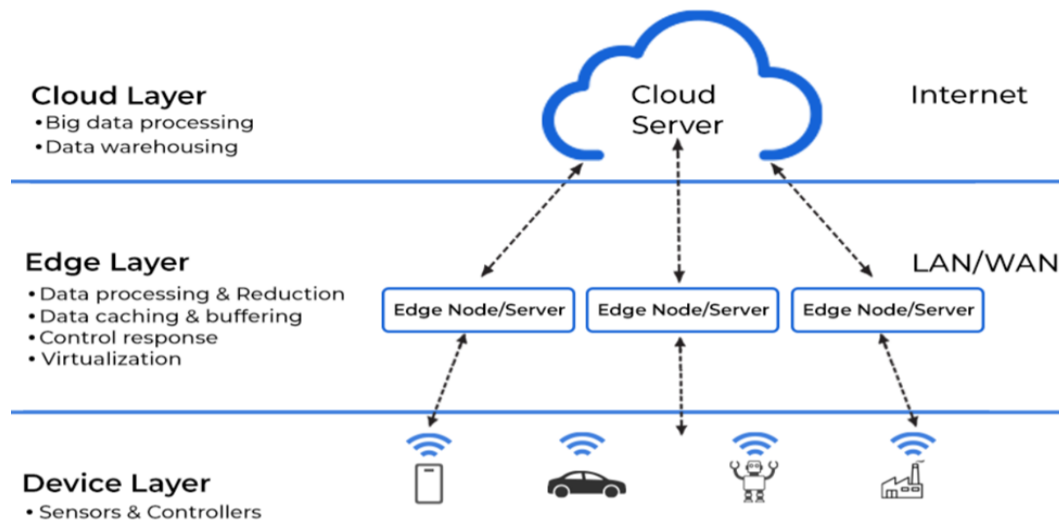 Cloud Layer
• Big data processing
• Data warehousing
Cloud
Server
Internet
Edge Layer
• Data processing & Reduction
• Data caching & buffering
• Control response
• Virtualization
LAN/WAN
Edge Node/Server
Edge Node/Server
Edge Node/Server
Device Layer
• Sensors & Controllers